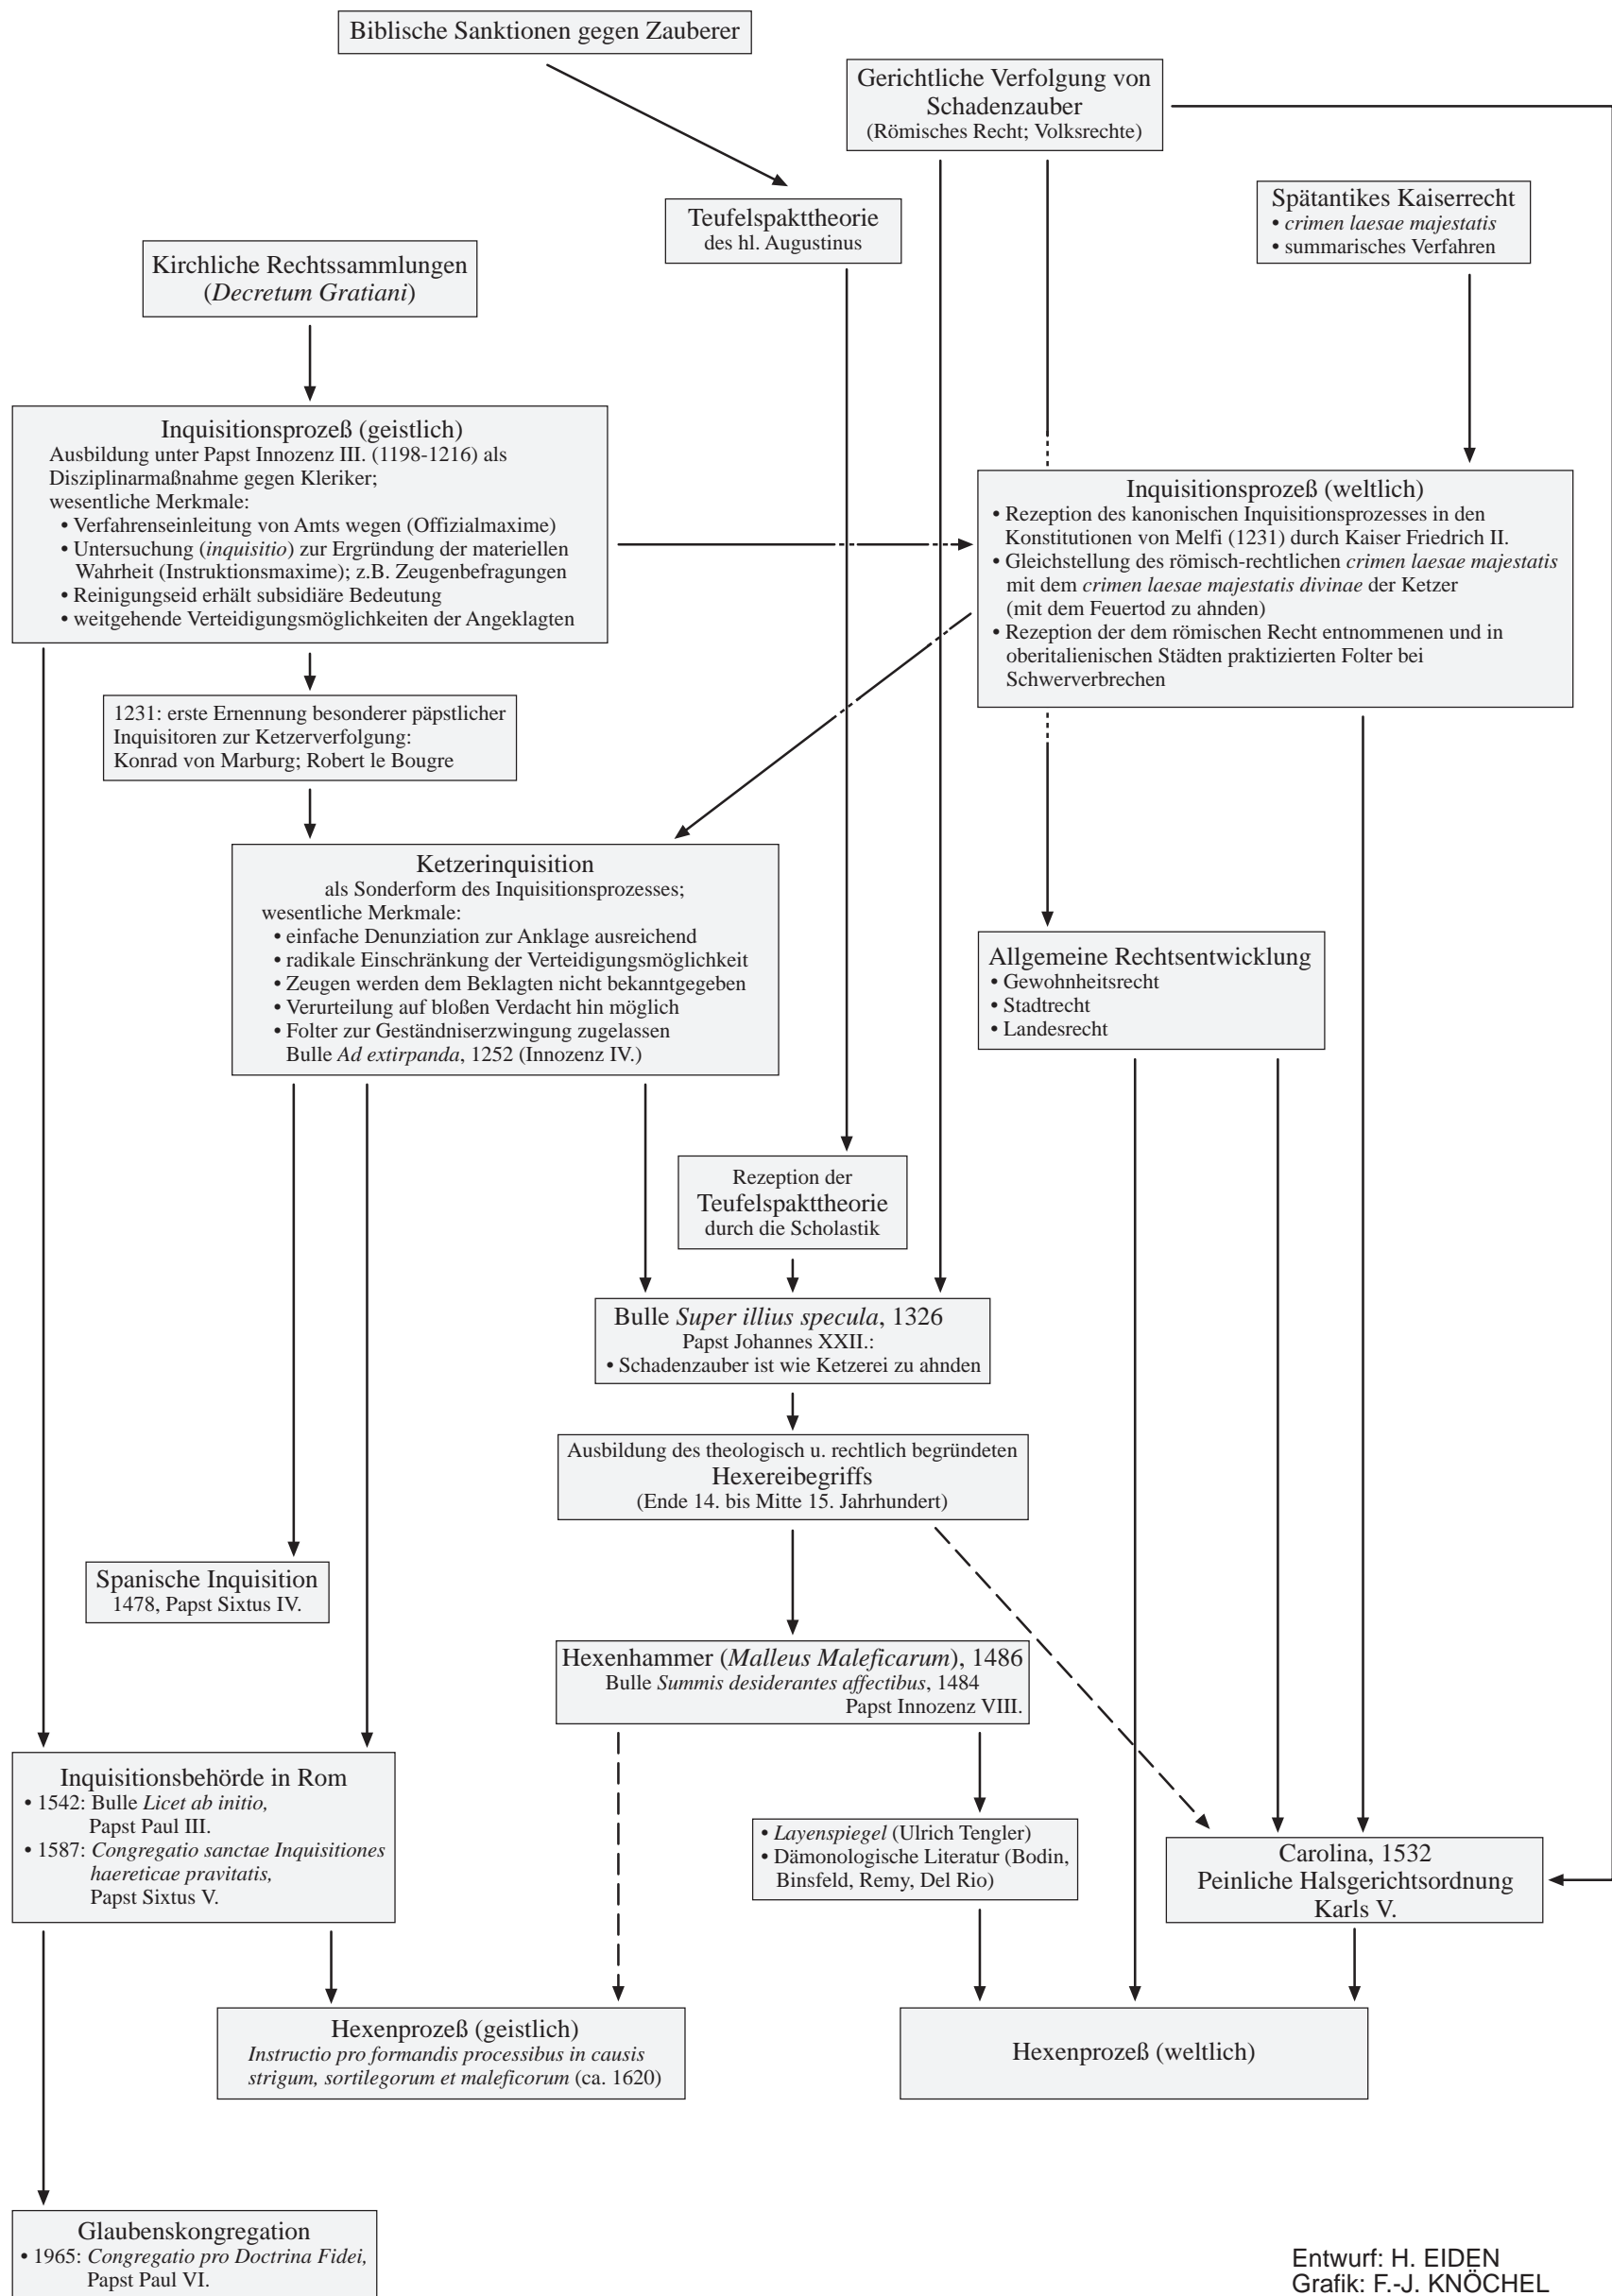 Biblische Sanktionen gegen Zauberer
Gerichtliche Verfolgung von
Schadenzauber
(Römisches Recht; Volksrechte)
Spätantikes Kaiserrecht
• crimen laesae majestatis
• summarisches Verfahren
Teufelspakttheorie
des hl. Augustinus
Kirchliche Rechtssammlungen
(Decretum Gratiani)
Inquisitionsprozeß (geistlich)
Ausbildung unter Papst Innozenz III. (1198-1216) als
Disziplinarmaßnahme gegen Kleriker;
wesentliche Merkmale:
• Verfahrenseinleitung von Amts wegen (Offizialmaxime)
• Untersuchung (inquisitio) zur Ergründung der materiellen
Wahrheit (Instruktionsmaxime); z.B. Zeugenbefragungen
• Reinigungseid erhält subsidiäre Bedeutung
• weitgehende Verteidigungsmöglichkeiten der Angeklagten
Inquisitionsprozeß (weltlich)
• Rezeption des kanonischen Inquisitionsprozesses in den
Konstitutionen von Melfi (1231) durch Kaiser Friedrich II.
• Gleichstellung des römisch-rechtlichen crimen laesae majestatis
mit dem crimen laesae majestatis divinae der Ketzer
(mit dem Feuertod zu ahnden)
• Rezeption der dem römischen Recht entnommenen und in
oberitalienischen Städten praktizierten Folter bei
Schwerverbrechen
1231: erste Ernennung besonderer päpstlicher
Inquisitoren zur Ketzerverfolgung:
Konrad von Marburg; Robert le Bougre
Ketzerinquisition
als Sonderform des Inquisitionsprozesses;
wesentliche Merkmale:
• einfache Denunziation zur Anklage ausreichend
• radikale Einschränkung der Verteidigungsmöglichkeit
• Zeugen werden dem Beklagten nicht bekanntgegeben
• Verurteilung auf bloßen Verdacht hin möglich
• Folter zur Geständniserzwingung zugelassen
Bulle Ad extirpanda, 1252 (Innozenz IV.)
Allgemeine Rechtsentwicklung
• Gewohnheitsrecht
• Stadtrecht
• Landesrecht
Rezeption der
Teufelspakttheorie
durch die Scholastik
Bulle Super illius specula, 1326
Papst Johannes XXII.:
• Schadenzauber ist wie Ketzerei zu ahnden
Ausbildung des theologisch u. rechtlich begründeten
Hexereibegriffs
(Ende 14. bis Mitte 15. Jahrhundert)
Spanische Inquisition
1478, Papst Sixtus IV.
Hexenhammer (Malleus Maleficarum), 1486
Bulle Summis desiderantes affectibus, 1484
Papst Innozenz VIII.
Inquisitionsbehörde in Rom
• 1542: Bulle Licet ab initio,
Papst Paul III.
• 1587: Congregatio sanctae Inquisitiones
haereticae pravitatis,
Papst Sixtus V.
• Layenspiegel (Ulrich Tengler)
• Dämonologische Literatur (Bodin,
Binsfeld, Remy, Del Rio)
Carolina, 1532
Peinliche Halsgerichtsordnung
Karls V.
Hexenprozeß (geistlich)
Instructio pro formandis processibus in causis
strigum, sortilegorum et maleficorum (ca. 1620)
Hexenprozeß (weltlich)
Glaubenskongregation
• 1965: Congregatio pro Doctrina Fidei,
Papst Paul VI.
Entwurf: H. EIDEN
Grafik: F.-J. KNÖCHEL